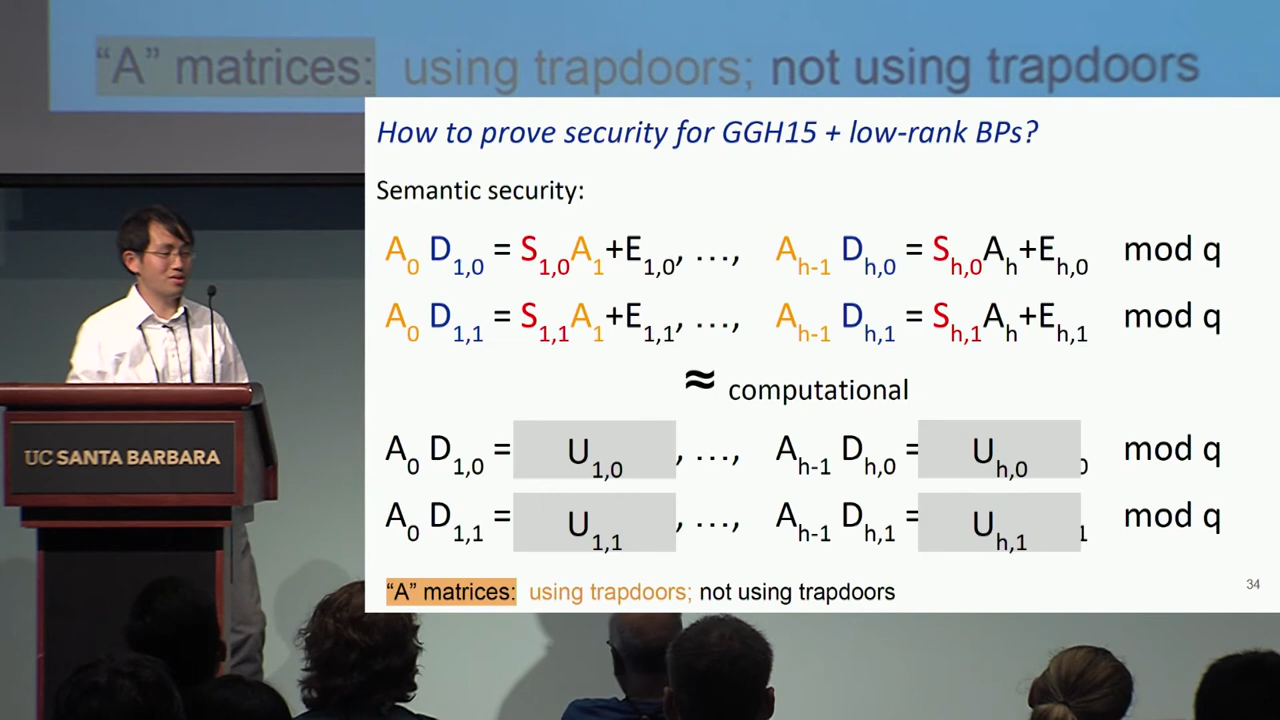 “A” matrices: using trapdoors; not using trapdoors
How to prove security for GGH15 + low-rank BPs?
Semantic security:
A₀ D₁,₀ = S₁,₀A₁+E₁,₀, …, Aₕ₋₁ Dₕ,₀ = Sₕ,₀Aₕ+Eₕ,₀ mod q
A₀ D₁,₁ = S₁,₁A₁+E₁,₁, …, Aₕ₋₁ Dₕ,₁ = Sₕ,₁Aₕ+Eₕ,₁ mod q
≈ computational
A₀ D₁,₀ = U₁,₀ , …, Aₕ₋₁ Dₕ,₀ = Uₕ,₀ ₀ mod q
A₀ D₁,₁ = U₁,₁ , …, Aₕ₋₁ Dₕ,₁ = Uₕ,₁ ₁ mod q
“A” matrices: using trapdoors; not using trapdoors
34
UC SANTA BARBARA